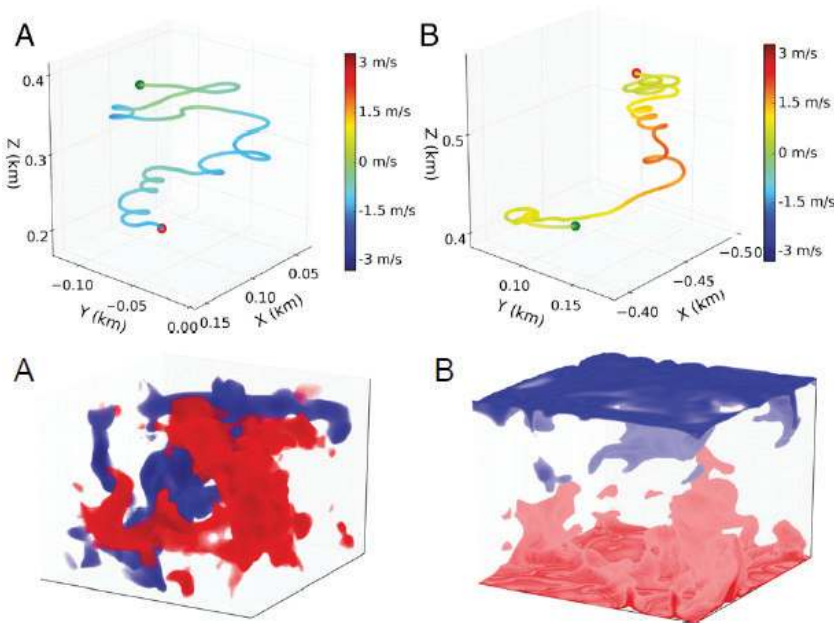 A
0.4
0.3
0.2
Z (km)
−0.10
−0.05
0.00
Y (km)
0.15
0.10
0.05
X (km)
3 m/s
1.5 m/s
0 m/s
-1.5 m/s
-3 m/s
B
0.5
0.4
Z (km)
0.10
0.15
Y (km)
−0.40
−0.45
−0.50
X (km)
3 m/s
1.5 m/s
0 m/s
-1.5 m/s
-3 m/s
A
B